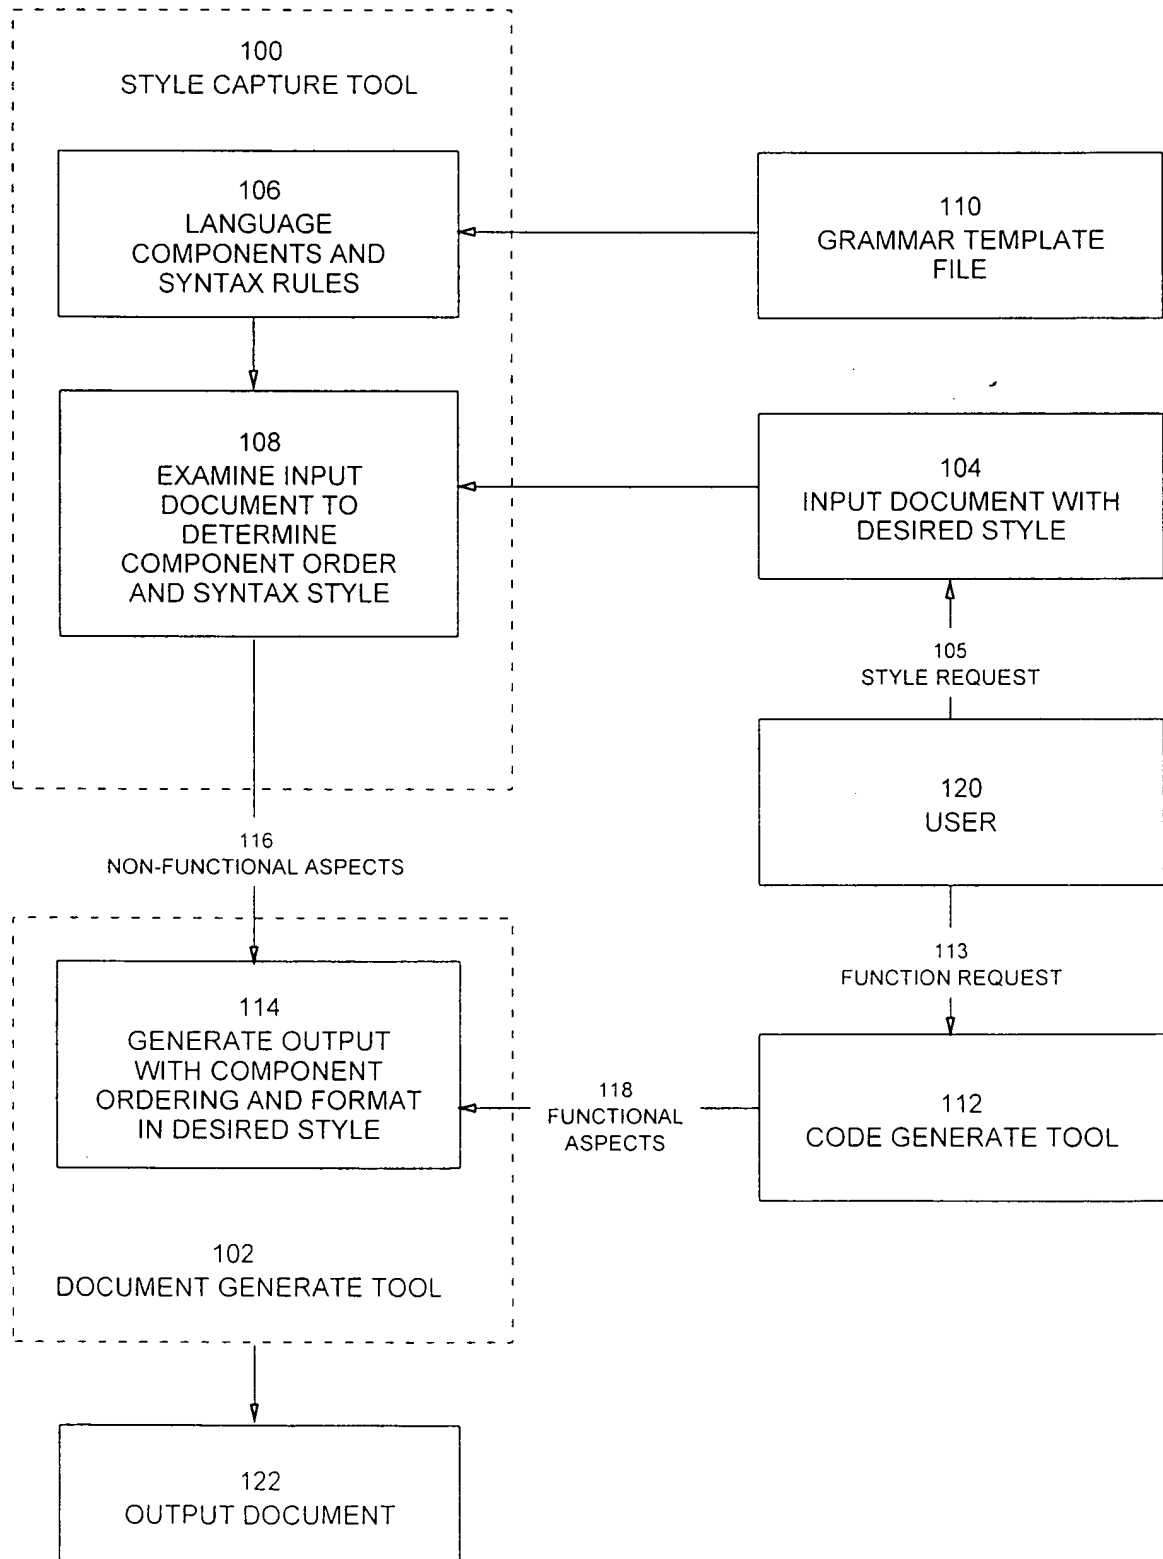 100
STYLE CAPTURE TOOL
106
LANGUAGE
COMPONENTS AND
SYNTAX RULES
110
GRAMMAR TEMPLATE
FILE
108
EXAMINE INPUT
DOCUMENT TO
DETERMINE
COMPONENT ORDER
AND SYNTAX STYLE
104
INPUT DOCUMENT WITH
DESIRED STYLE
105
STYLE REQUEST
120
USER
116
NON-FUNCTIONAL ASPECTS
113
FUNCTION REQUEST
114
GENERATE OUTPUT
WITH COMPONENT
ORDERING AND FORMAT
IN DESIRED STYLE
118
FUNCTIONAL
ASPECTS
112
CODE GENERATE TOOL
102
DOCUMENT GENERATE TOOL
122
OUTPUT DOCUMENT